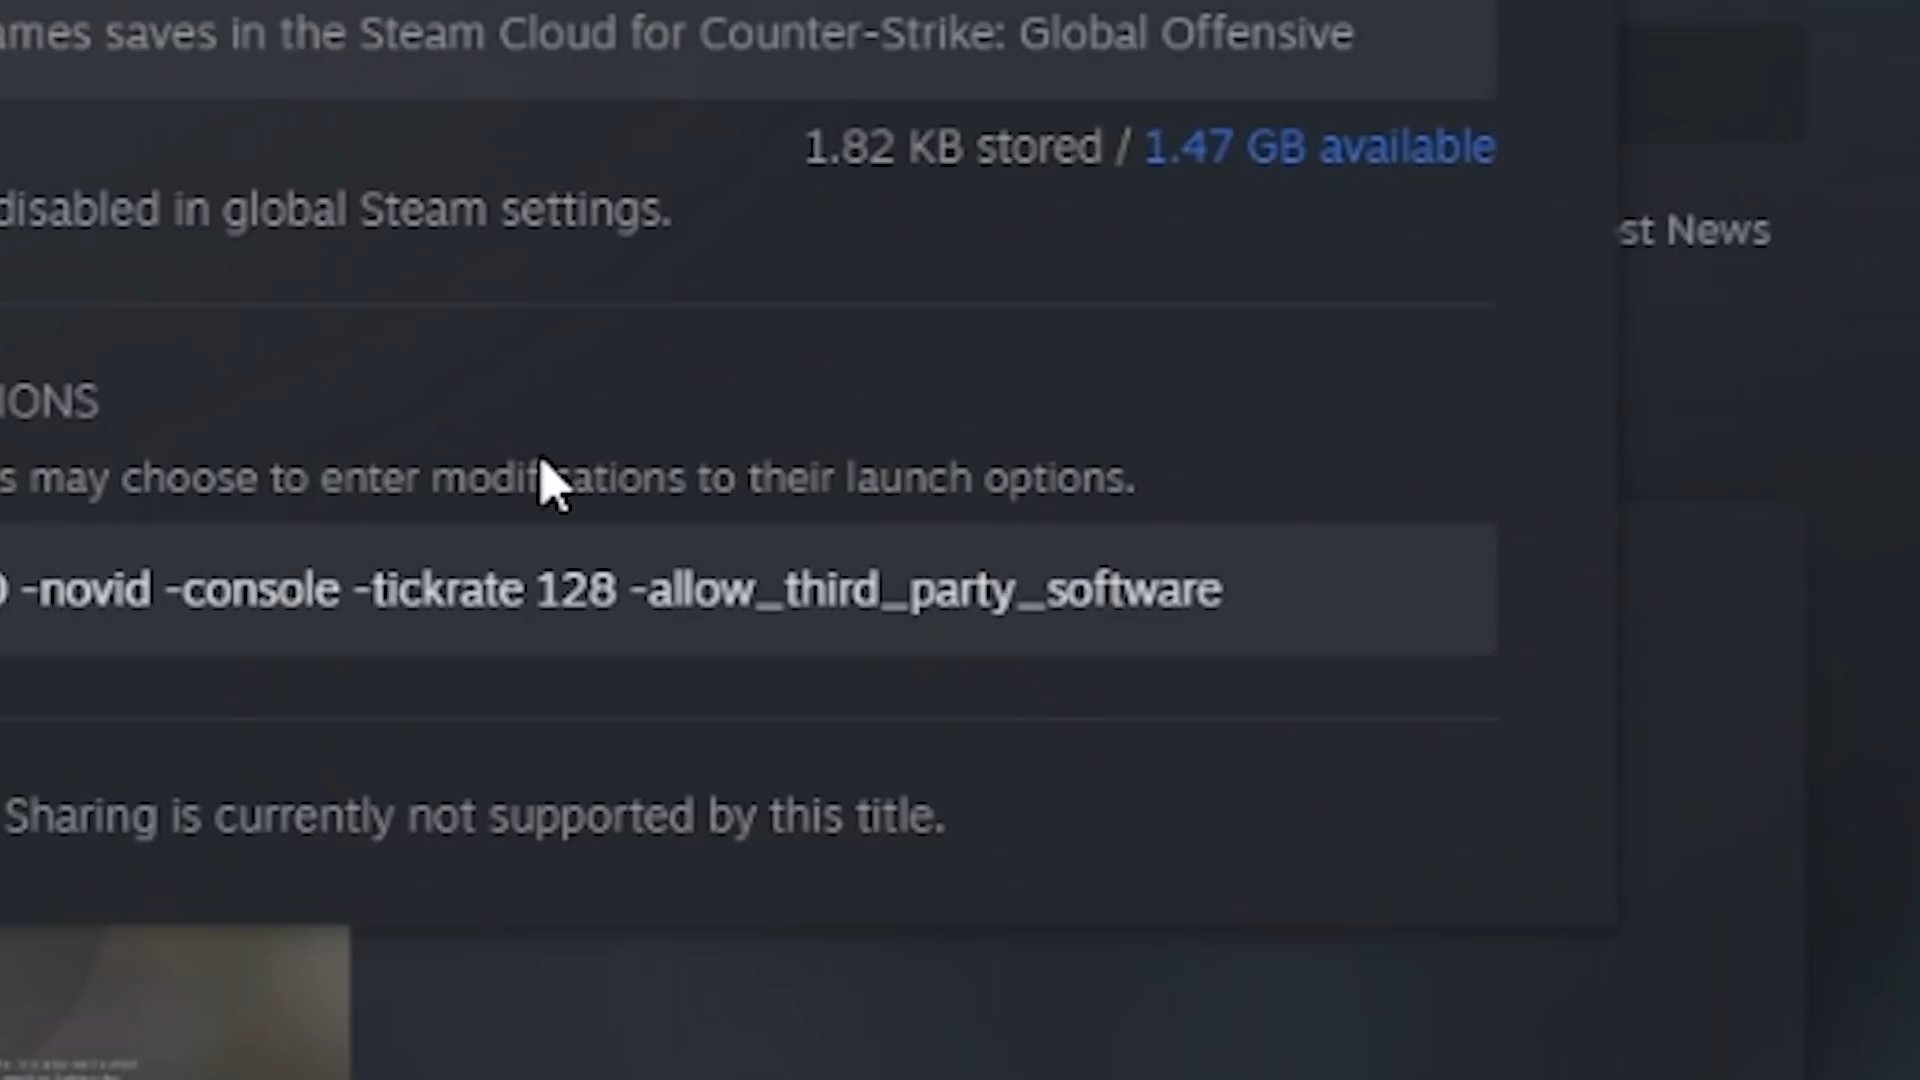 ames saves in the Steam Cloud for Counter-Strike: Global Offensive
1.82 KB stored / 1.47 GB available
disabled in global Steam settings.
st News
IONS
s may choose to enter modifications to their launch options.
0 -novid -console -tickrate 128 -allow_third_party_software
Sharing is currently not supported by this title.